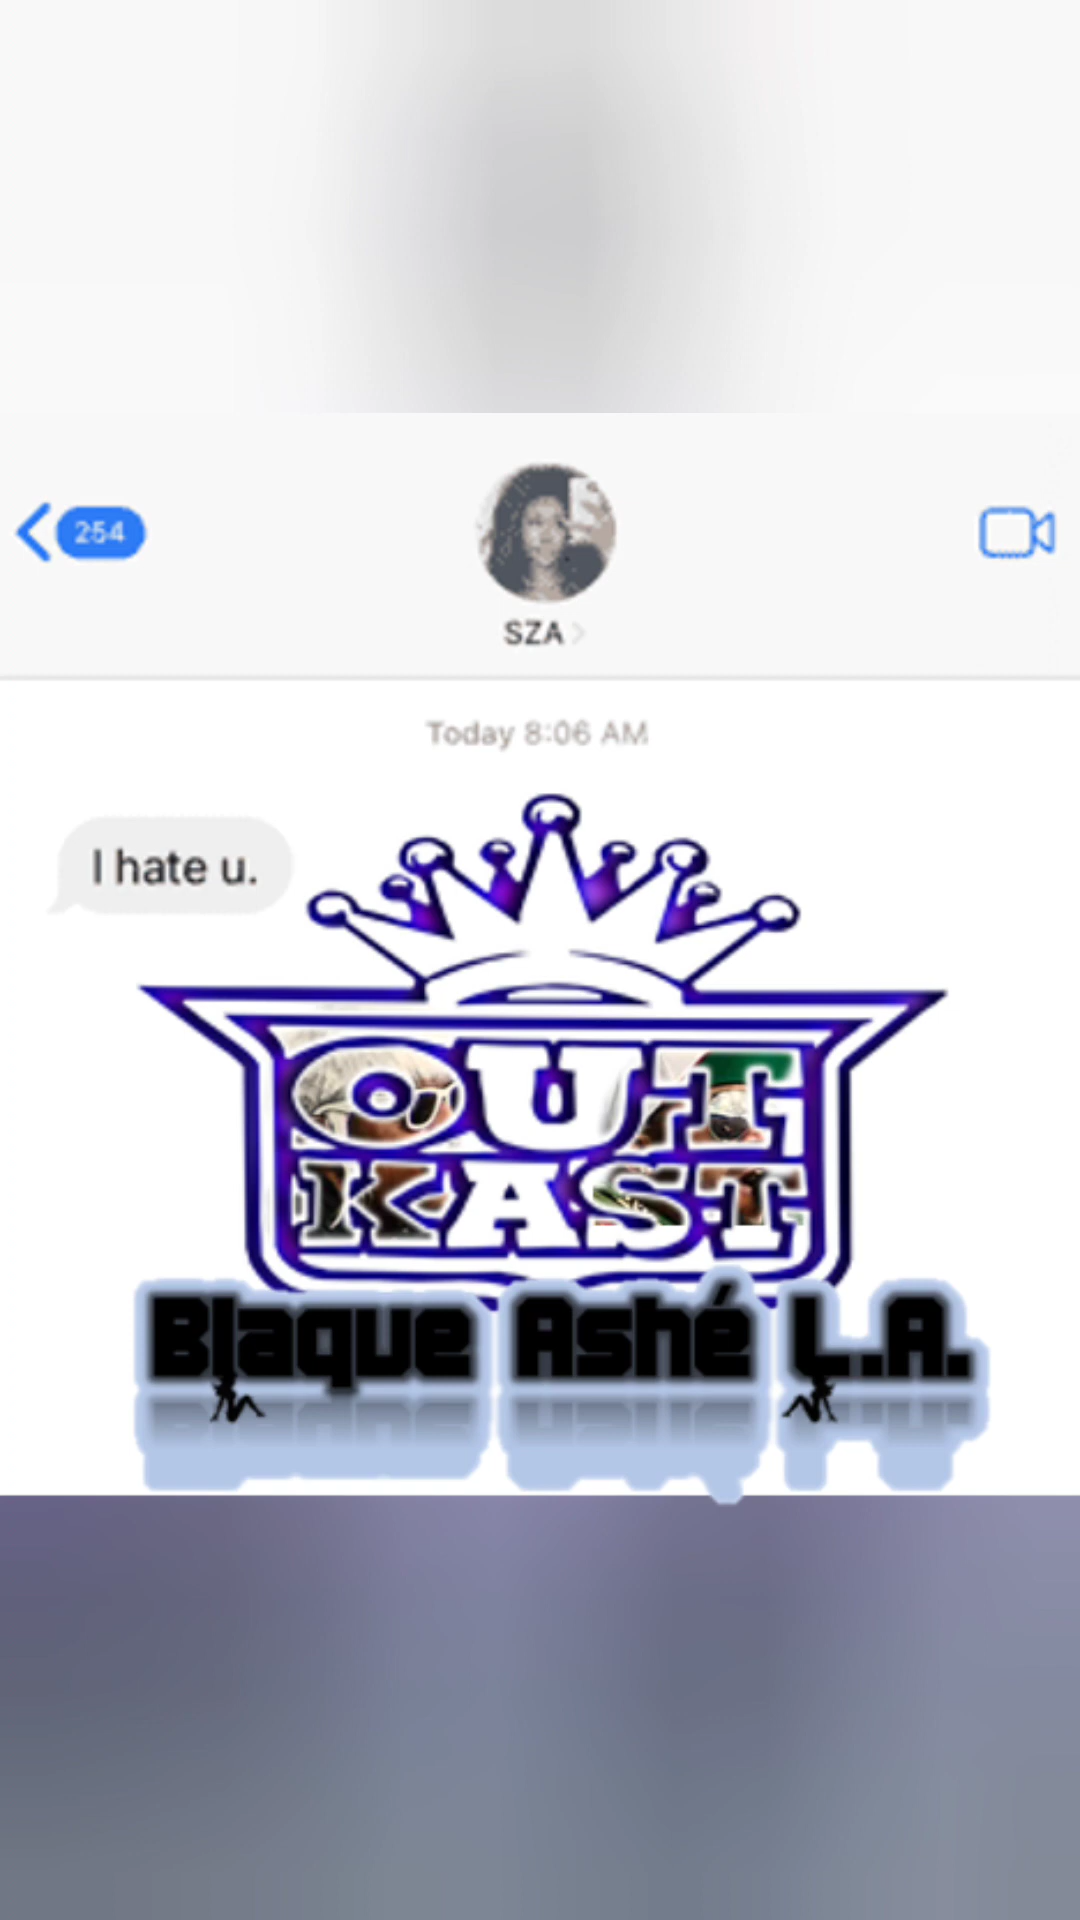 254
SZA
Today 8:06 AM
I hate u.
OUT
KAST
Blaque Ashé L.A.